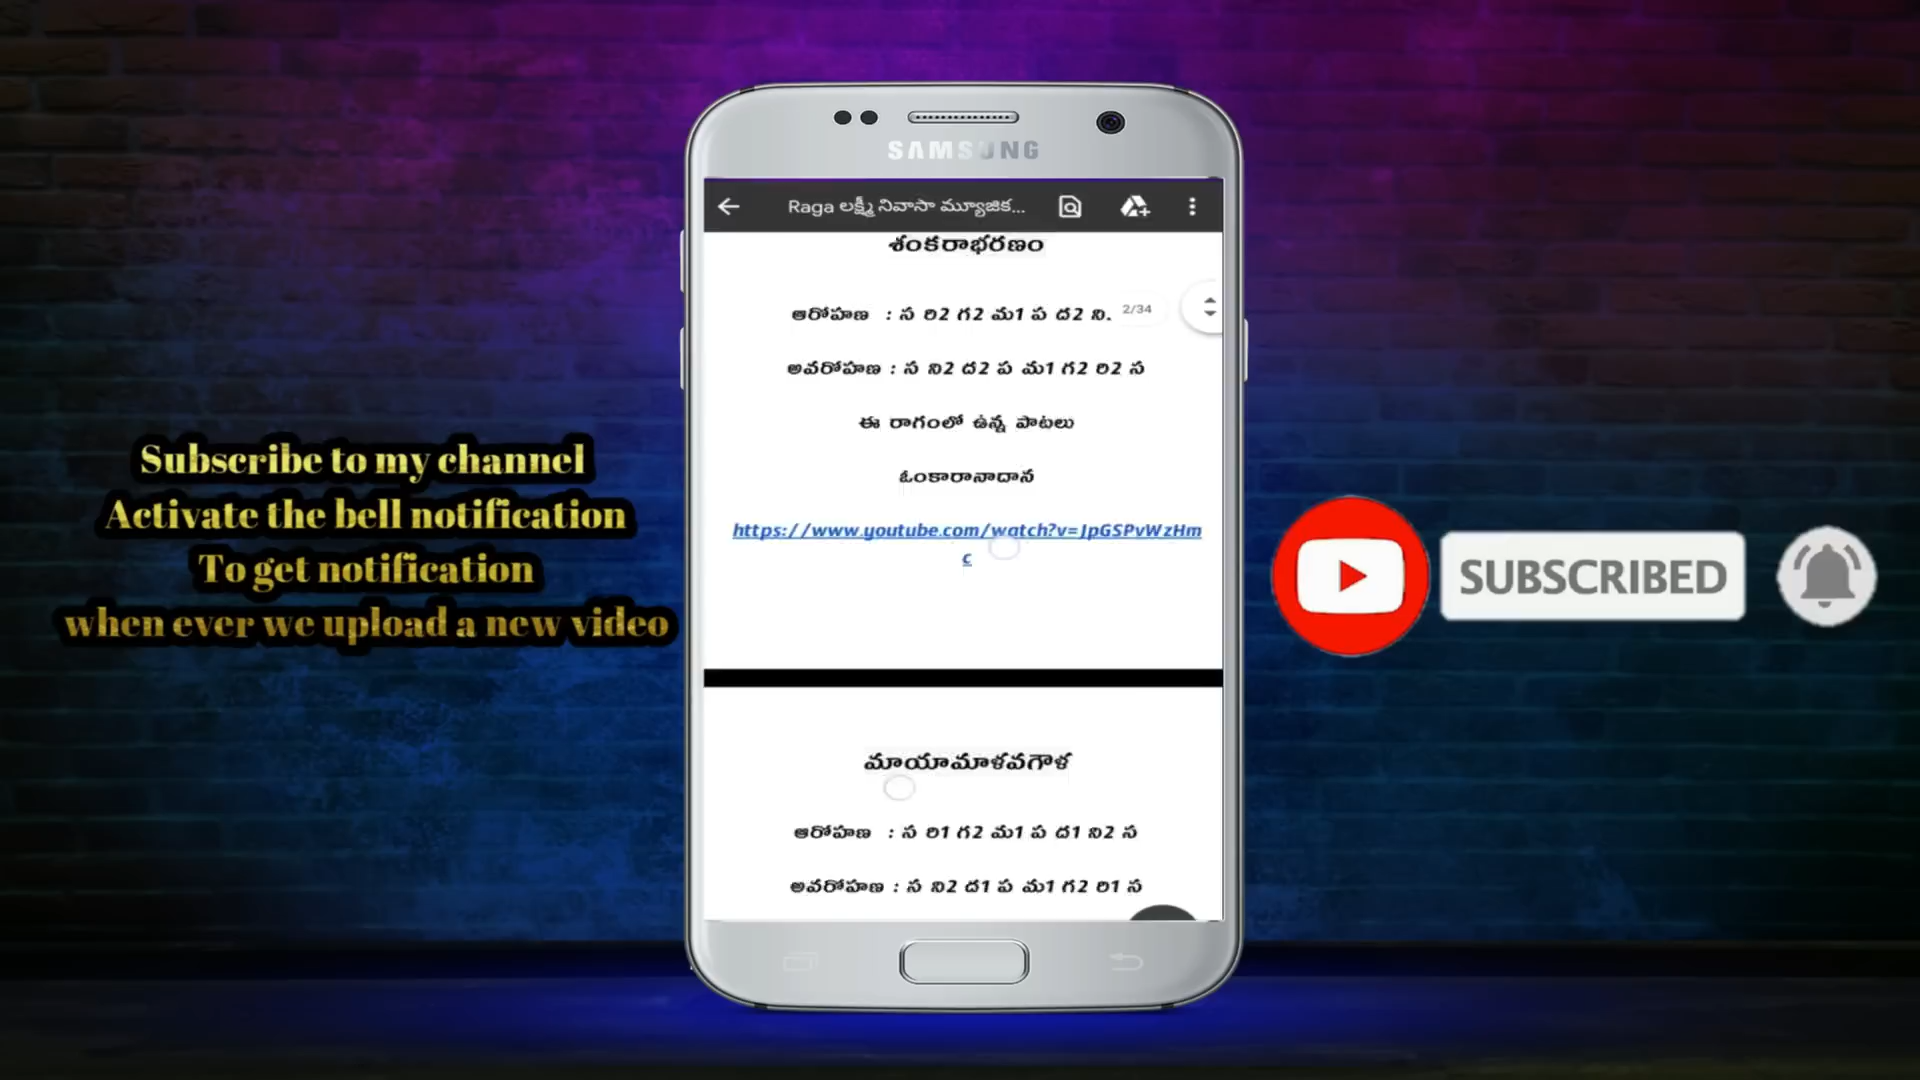 SAMSUNG
Raga లక్ష్మీ నివాసా మ్యూజిక...
శంకరాభరణం
ఆరోహణ : స రి2 గ2 మ1 ప ద2 ని.
2/34
అవరోహణ : స ని2 ద2 ప మ1 గ2 రి2 స
ఈ రాగంలో ఉన్న పాటలు
ఓంకారానాదాన
https://www.youtube.com/watch?v=JpGSPvWzHm
c
మాయామాళవగౌళ
ఆరోహణ : స రి1 గ2 మ1 ప ద1 ని2 స
అవరోహణ : స ని2 ద1 ప మ1 గ2 రి1 స
Subscribe to my channel
Activate the bell notification
To get notification
when ever we upload a new video
SUBSCRIBED